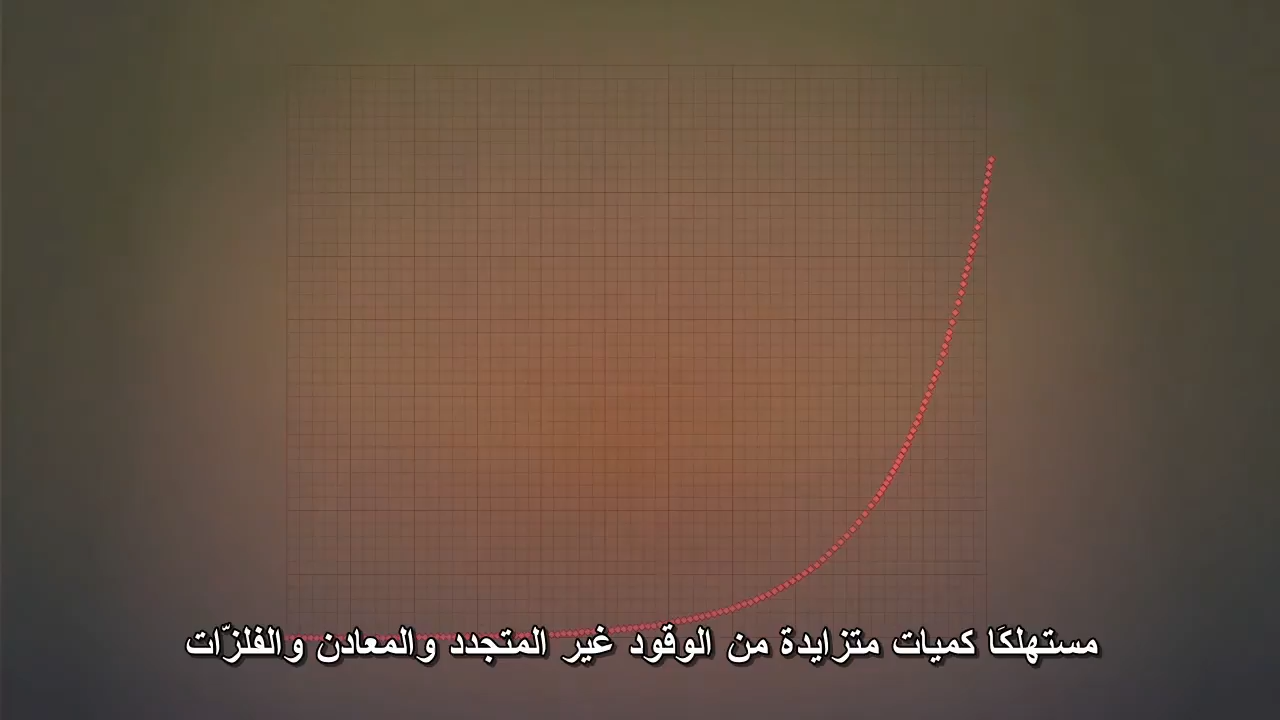 مستهلكًا كميات متزايدة من الوقود غير المتجدد والمعادن والفلزّات